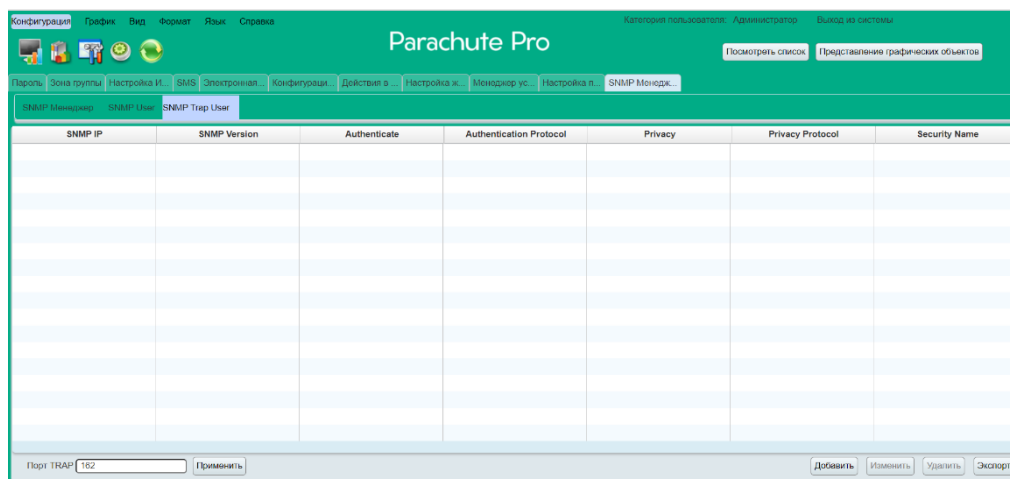 Конфигурация График Вид Формат Язык Справка
Категория пользователя: Администратор Выход из системы
Parachute Pro
Посмотреть список Представление графических объектов
Пароль Зона группы Настройка И... SMS Электронная... Конфигураци... Действия в ... Настройка ж... Менеджер ус... Настройка п... SNMP Менедж...
SNMP Менеджер SNMP User SNMP Trap User
SNMP IP SNMP Version Authenticate Authentication Protocol Privacy Privacy Protocol Security Name
Порт TRAP 162 Применить Добавить Изменить Удалить Экспорт